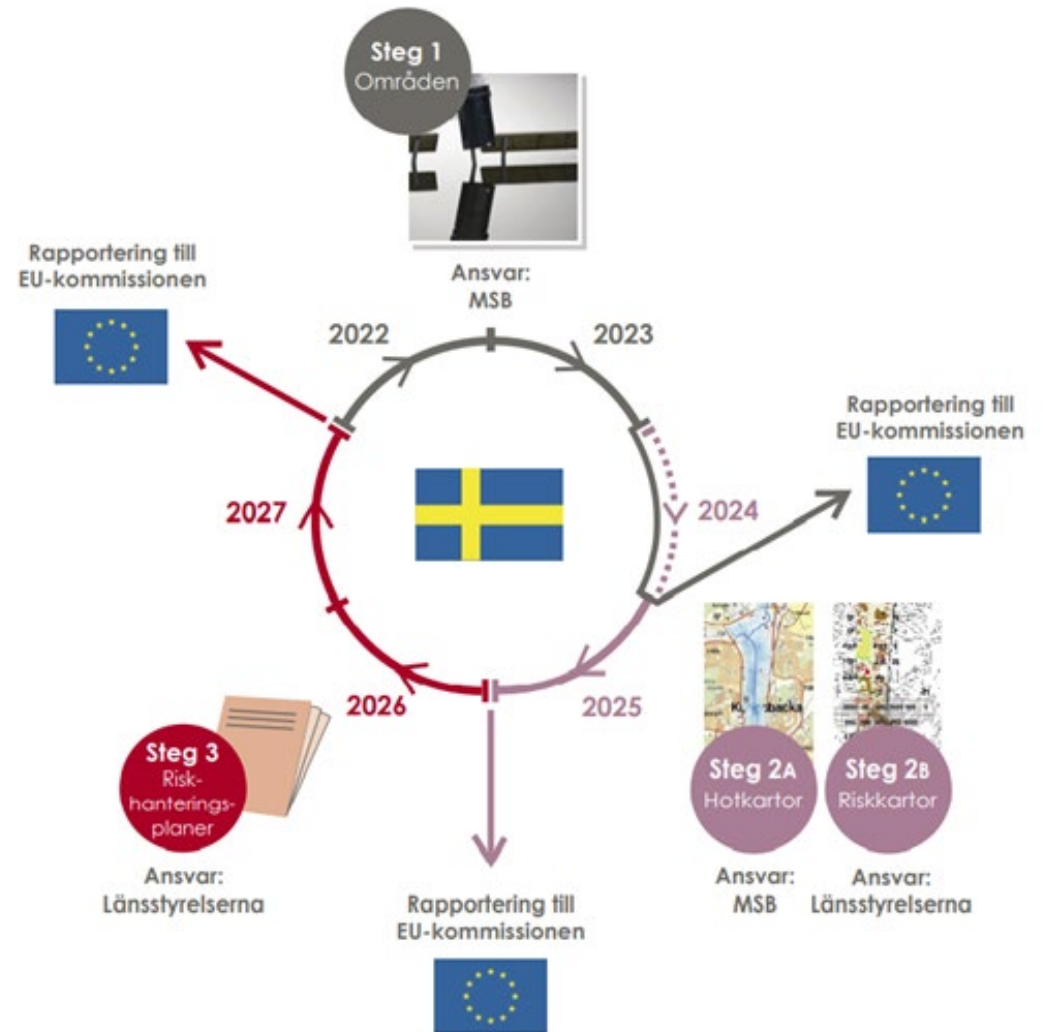 Steg 1
Områden
Ansvar:
MSB
Rapportering till
EU-kommissionen
2022
2023
Rapportering till
EU-kommissionen
2027
2024
2026
2025
Steg 3
Risk-
hanterings-
planer
Ansvar:
Länsstyrelserna
Steg 2A
Hotkartor
Ansvar:
MSB
Steg 2B
Riskkartor
Ansvar:
Länsstyrelserna
Rapportering till
EU-kommissionen